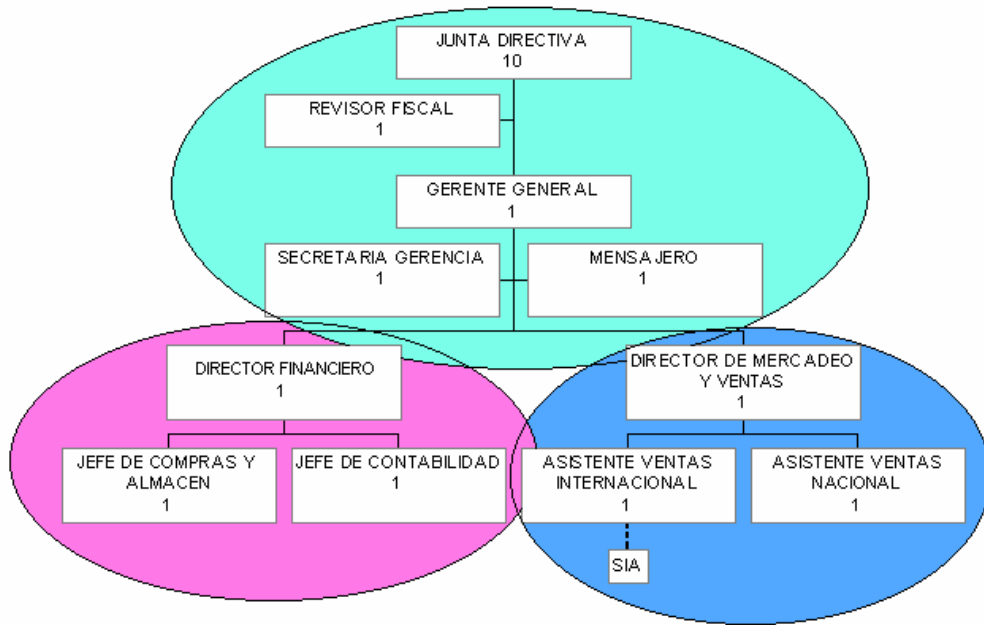 JUNTA DIRECTIVA
10
REVISOR FISCAL
1
GERENTE GENERAL
1
SECRETARIA GERENCIA
1
MENSAJERO
1
DIRECTOR FINANCIERO
1
DIRECTOR DE MERCADEO
Y VENTAS
1
JEFE DE COMPRAS Y
ALMACEN
1
JEFE DE CONTABILIDAD
1
ASISTENTE VENTAS
INTERNACIONAL
1
ASISTENTE VENTAS
NACIONAL
1
SIA